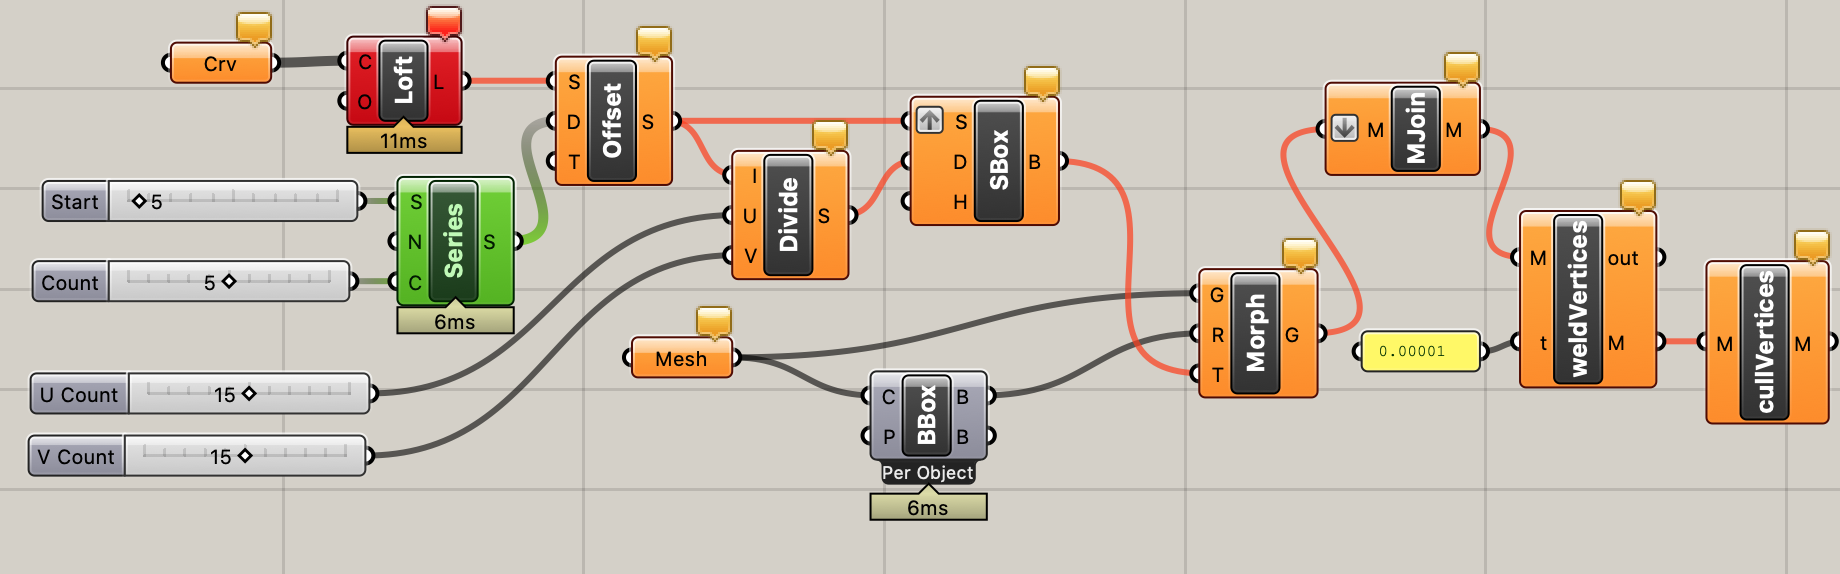 Crv
C
O
Loft
L
11ms
S
D
T
Offset
S
Start
5
Count
5
S
N
C
Series
S
6ms
U Count
15
V Count
15
I
U
V
Divide
S
S
D
H
SBox
B
Mesh
C
P
BBox
B
B
Per Object
6ms
G
R
T
Morph
G
M
MJoin
M
0.00001
M
t
weldVertices
out
M
M
cullVertices
M